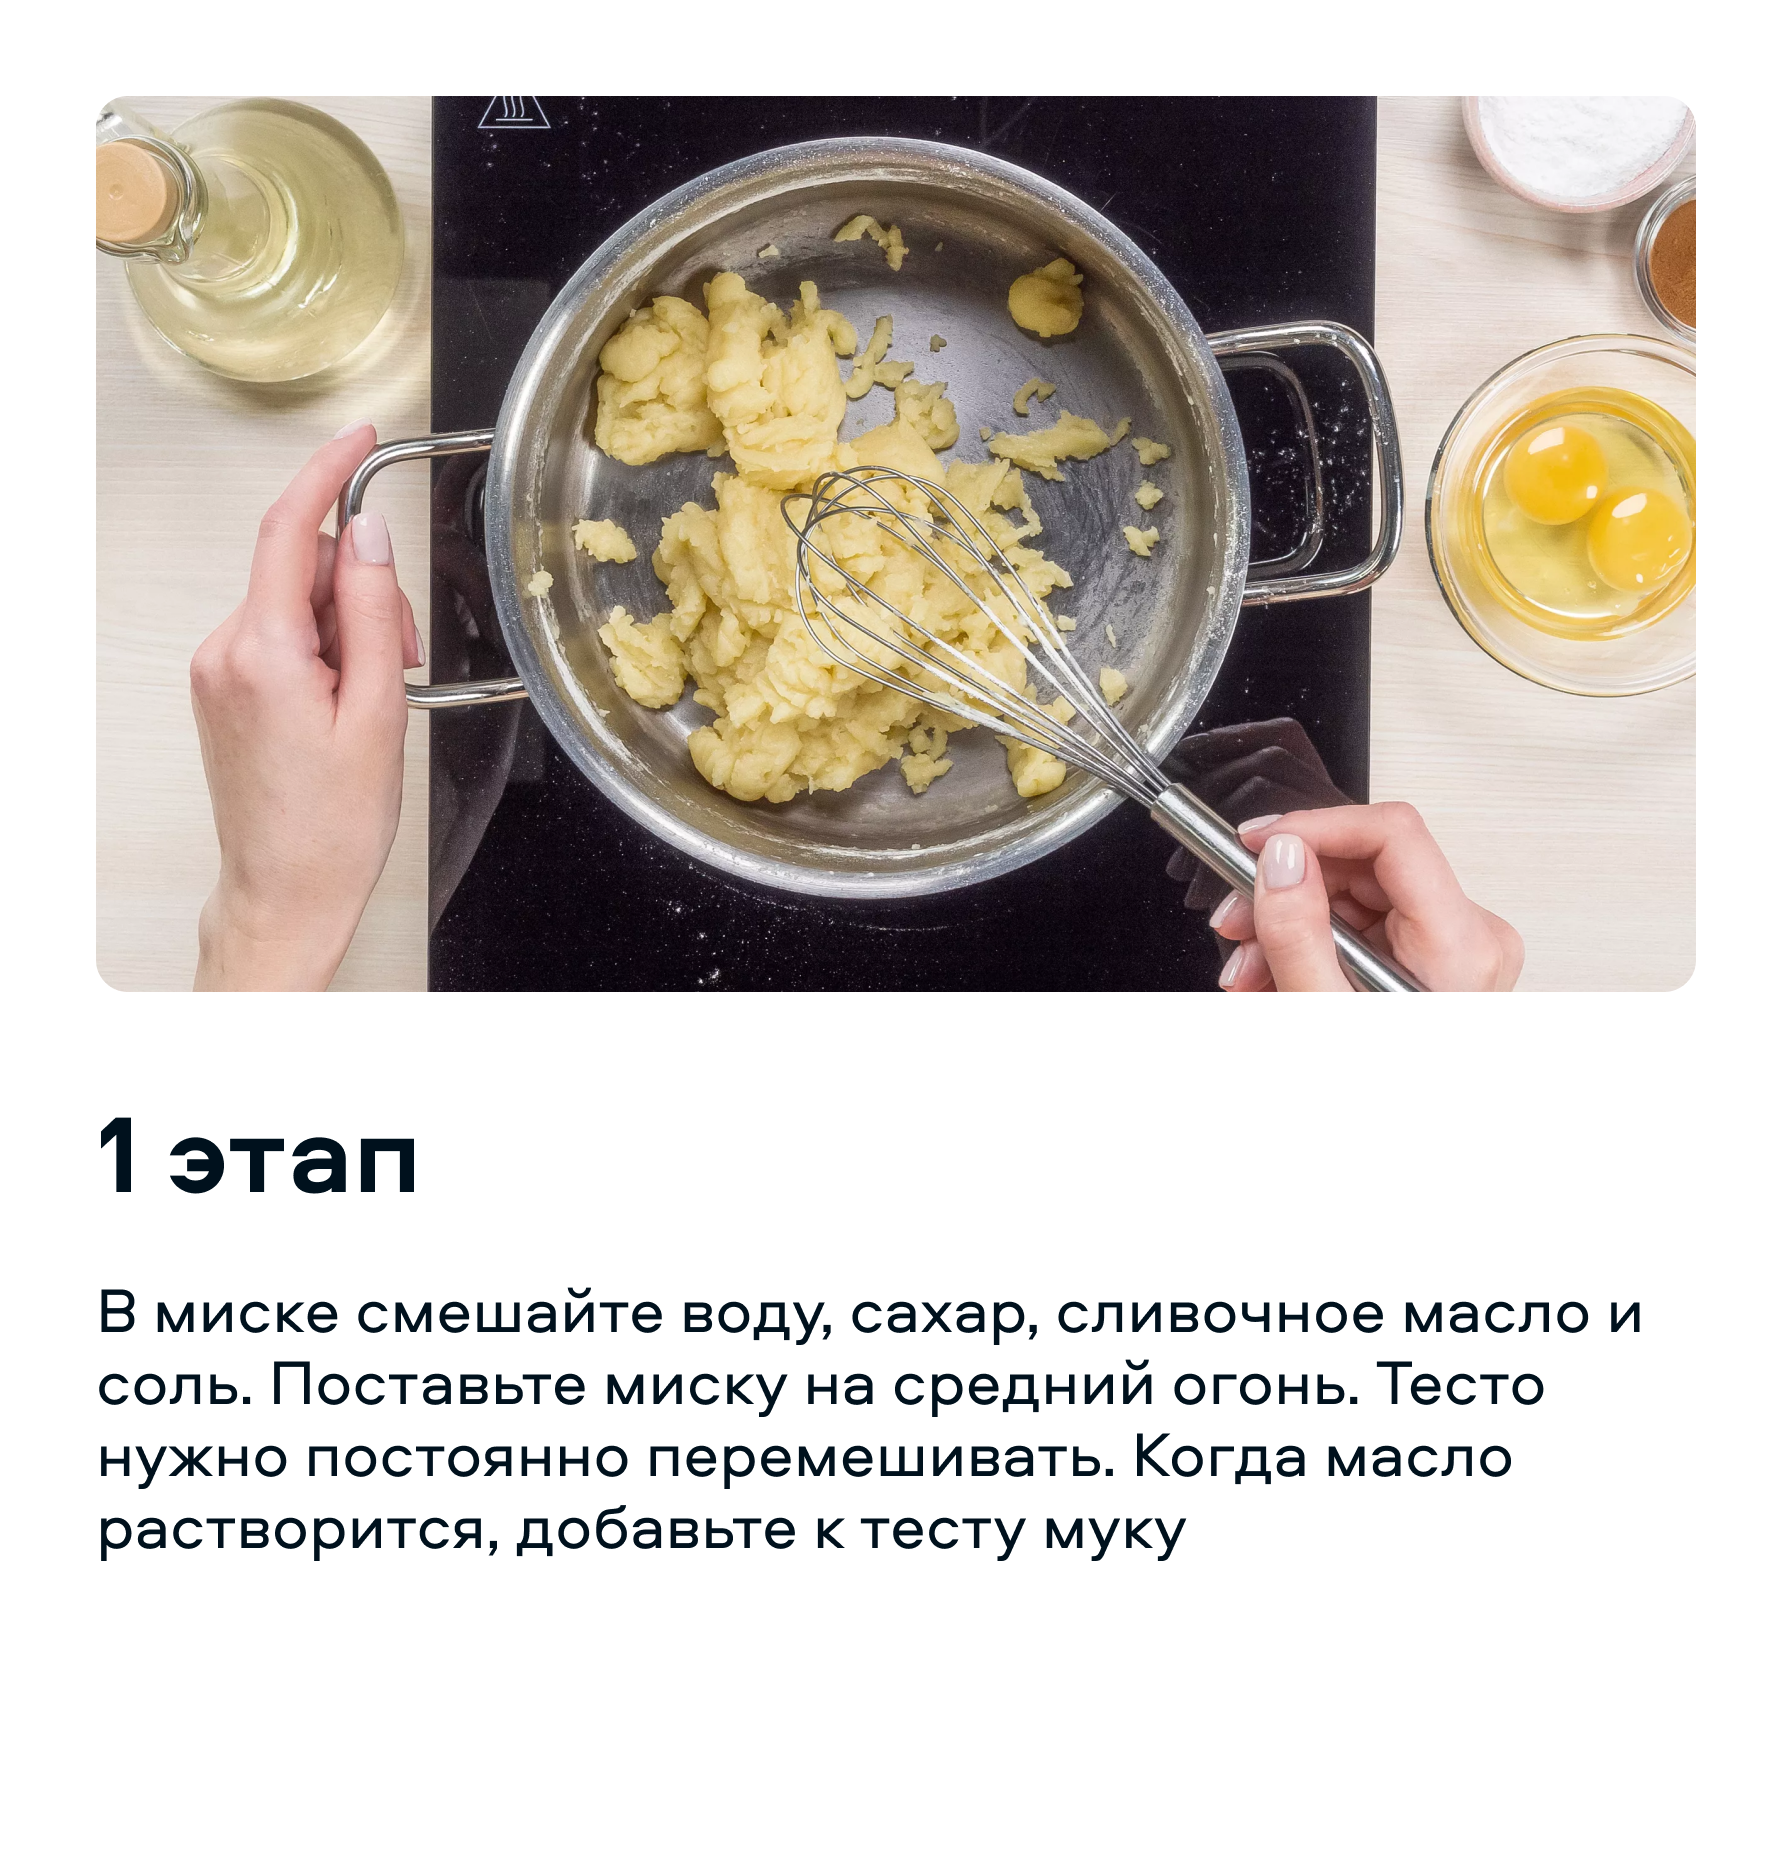 1 этап
В миске смешайте воду, сахар, сливочное масло и
соль. Поставьте миску на средний огонь. Тесто
нужно постоянно перемешивать. Когда масло
растворится, добавьте к тесту муку